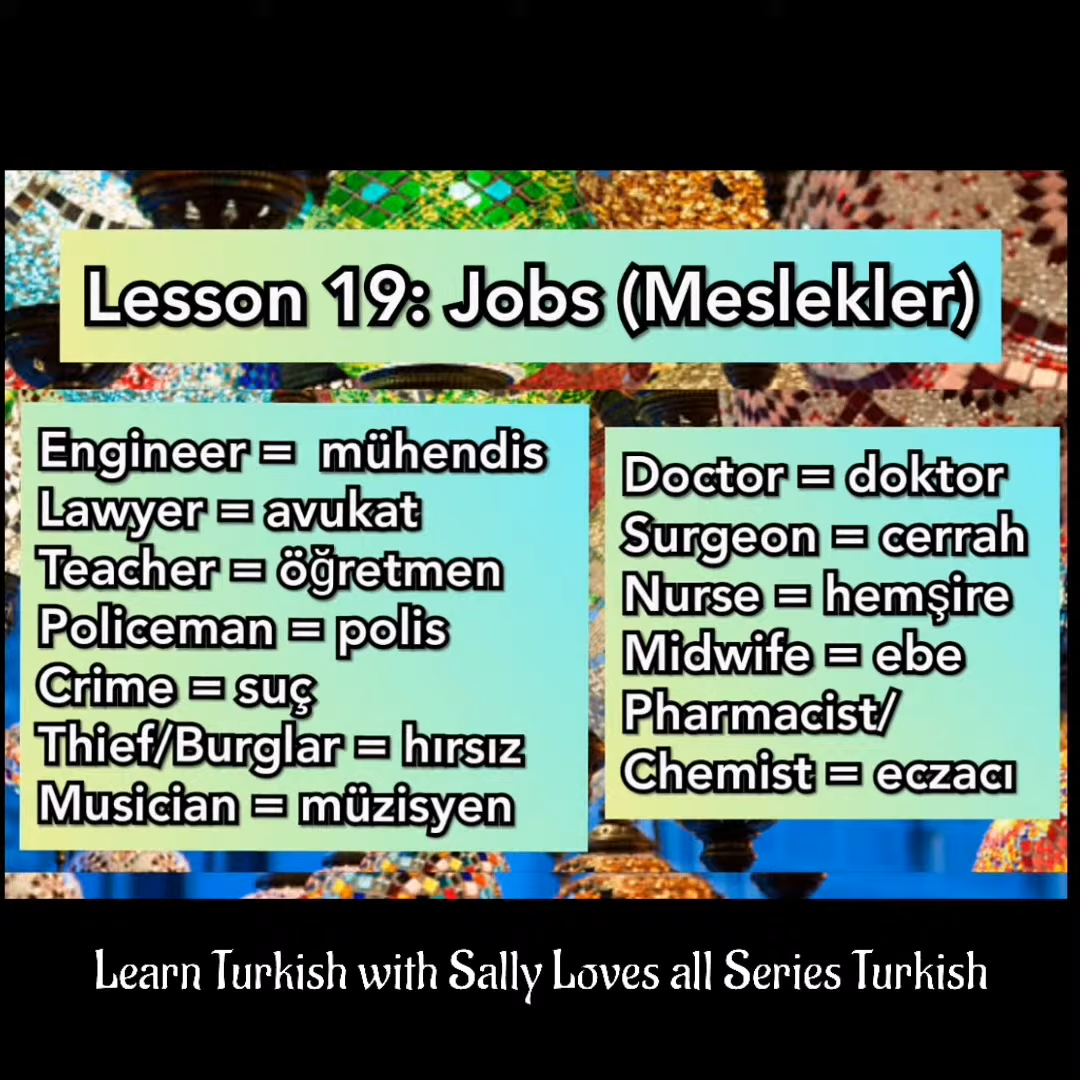 Lesson 19: Jobs (Meslekler)
Engineer = mühendis
Lawyer = avukat
Teacher = öğretmen
Policeman = polis
Crime = suç
Thief/Burglar = hırsız
Musician = müzisyen
Doctor = doktor
Surgeon = cerrah
Nurse = hemşire
Midwife = ebe
Pharmacist/
Chemist = eczacı
Learn Turkish with Sally Loves all Series Turkish